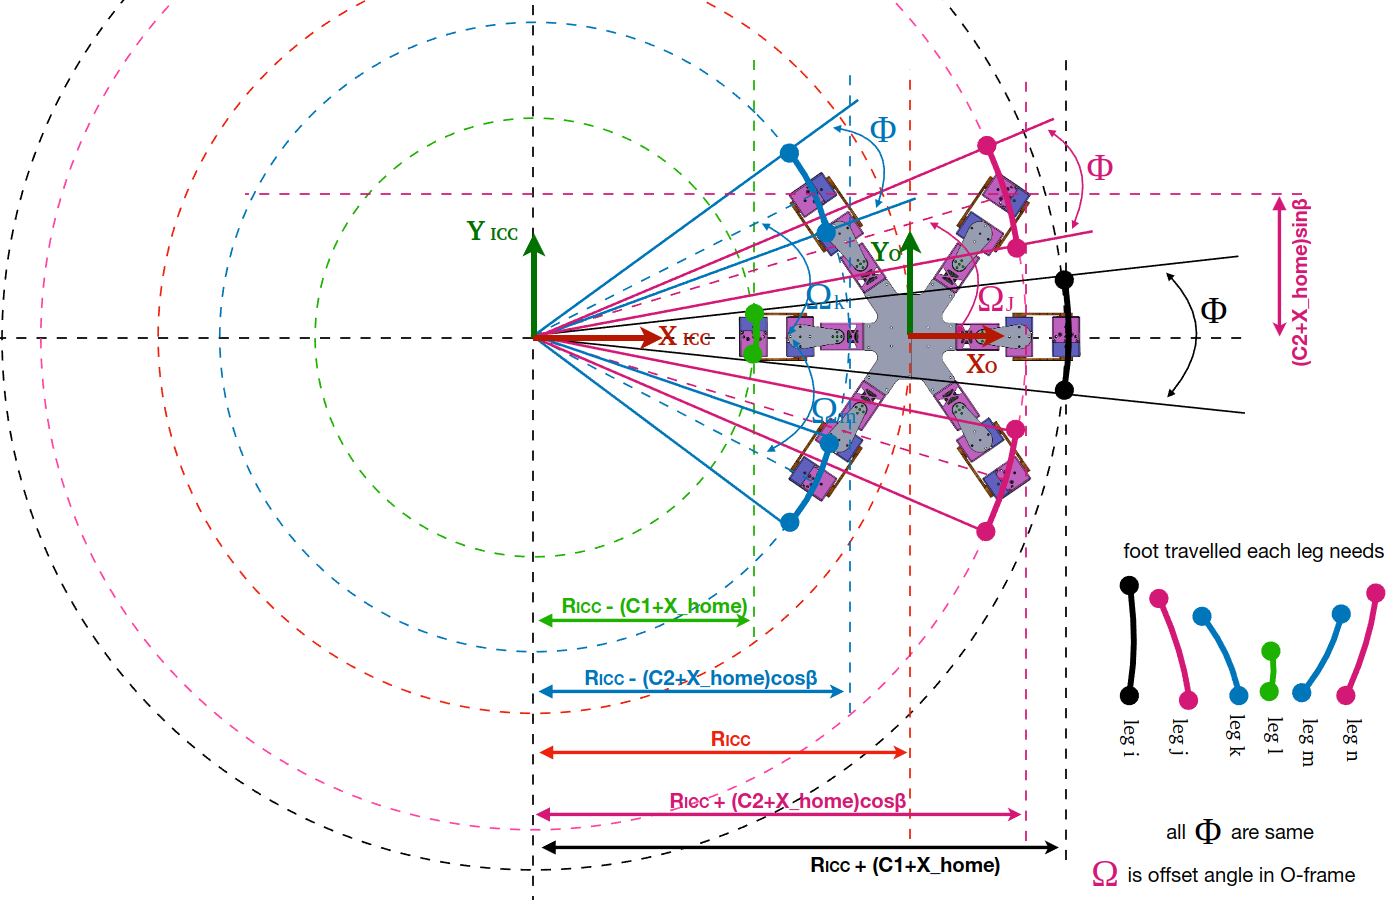 Φ
Φ
(C2+X_home)sinβ
Y ICC
YO
Ωk
ΩJ
Φ
X ICC
XO
Ωm
foot travelled each leg needs
RICC - (C1+X_home)
RICC - (C2+X_home)cosβ
leg i
leg j
leg k
leg l
leg m
leg n
RICC
RICC + (C2+X_home)cosβ
all Φ are same
RICC + (C1+X_home)
Ω is offset angle in O-frame